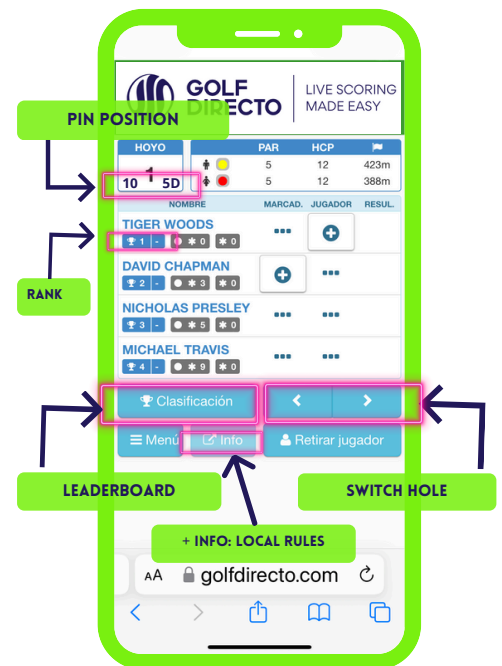 GOLF
DIRECTO
LIVE SCORING
MADE EASY
PIN POSITION
HOYO PAR HCP
1
10 5D
5 12 423m
5 12 388m
NOMBRE MARCAD. JUGADOR RESUL.
TIGER WOODS
1 - * 0 * 0
DAVID CHAPMAN
2 - * 3 * 0
RANK
NICHOLAS PRESLEY
3 - * 5 * 0
MICHAEL TRAVIS
4 - * 9 * 0
Clasificación < >
Menú Info Retirar jugador
LEADERBOARD
SWITCH HOLE
+ INFO: LOCAL RULES
AA golfdirecto.com